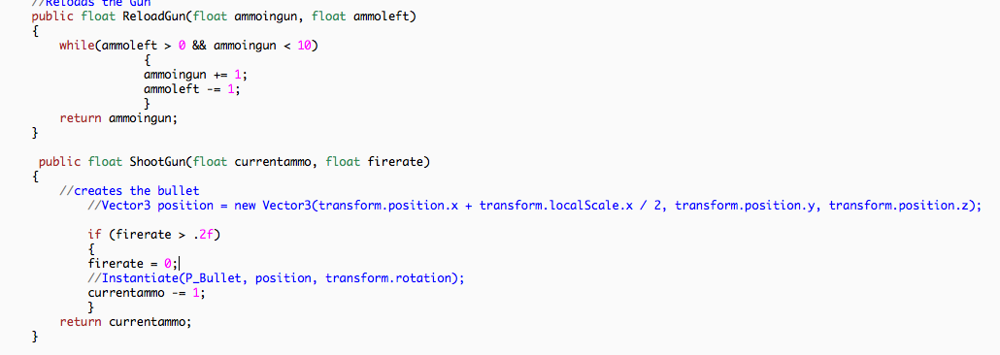 //Reloads the Gun
public float ReloadGun(float ammoingun, float ammoleft)
{
while(ammoleft > 0 && ammoingun < 10)
{
ammoingun += 1;
ammoleft -= 1;
}
return ammoingun;
}
public float ShootGun(float currentammo, float firerate)
{
//creates the bullet
//Vector3 position = new Vector3(transform.position.x + transform.localScale.x / 2, transform.position.y, transform.position.z);
if (firerate > .2f)
{
firerate = 0;
//Instantiate(P_Bullet, position, transform.rotation);
currentammo -= 1;
}
return currentammo;
}